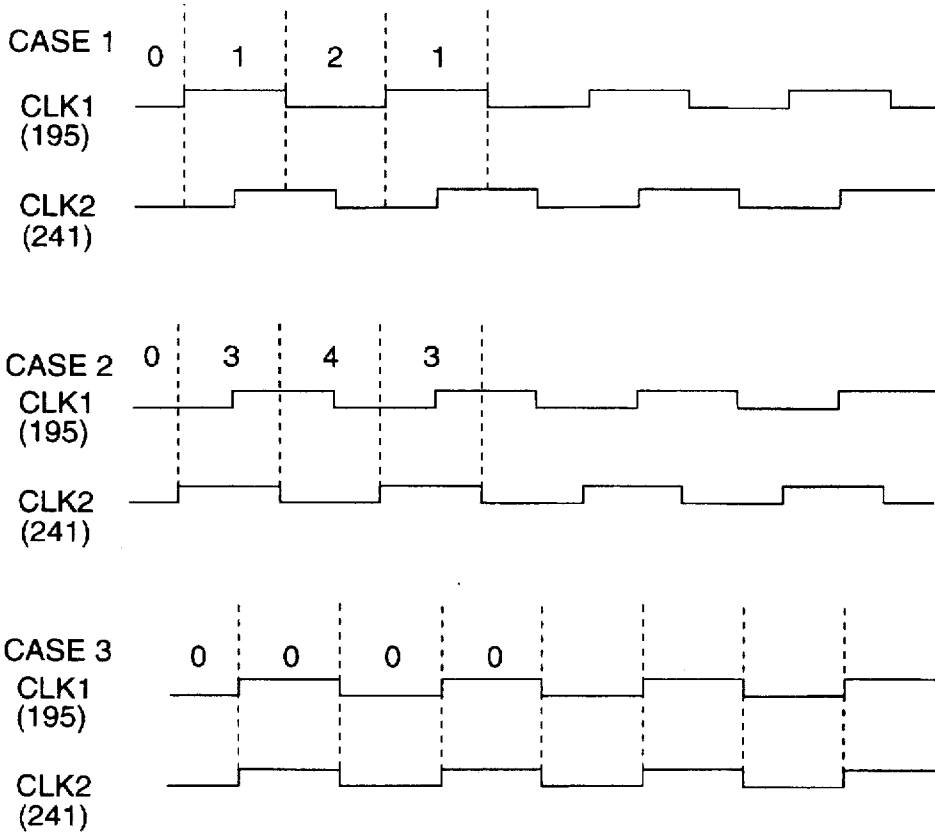 CASE 1
0 1 2 1
CLK1
(195)
CLK2
(241)
CASE 2
0 3 4 3
CLK1
(195)
CLK2
(241)
CASE 3
0 0 0 0
CLK1
(195)
CLK2
(241)